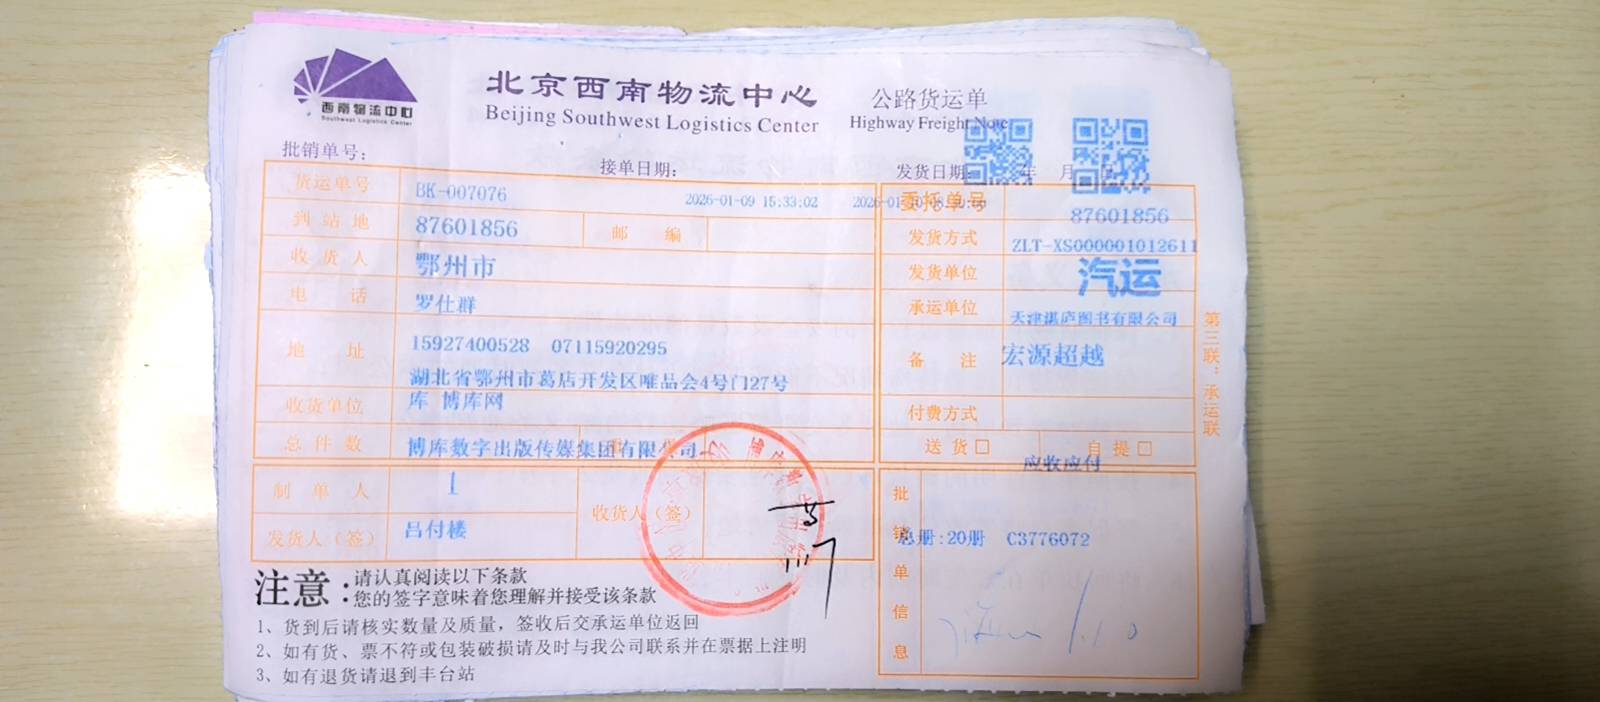 西南物流中心
Southwest Logistics Center
北京西南物流中心
Beijing Southwest Logistics Center
公路货运单
Highway Freight Note
批销单号：
接单日期：
发货日期： 年 月
货运单号 BK-007076 2026-01-09 15:33:02
委托单号 87601856
到站地 87601856 邮编
发货方式 ZLT-XS000001012611
收货人 鄂州市
发货单位 汽运
电话 罗仕群
承运单位 天津湛庐图书有限公司
地址 15927400528 07115920295
湖北省鄂州市葛店开发区唯品会4号门27号
库 博库网
备注 宏源超越
收货单位
付费方式
总件数 博库数字出版传媒集团有限公司
送货□ 自提□
应收应付
制单人 1
收货人（签）
发货人（签） 吕付楼
批销单信息
总册:20册 C3776072
1.10
第三联：承运联
注意：请认真阅读以下条款
您的签字意味着您理解并接受该条款
1、货到后请核实数量及质量，签收后交承运单位返回
2、如有货、票不符或包装破损请及时与我公司联系并在票据上注明
3、如有退货请退到丰台站